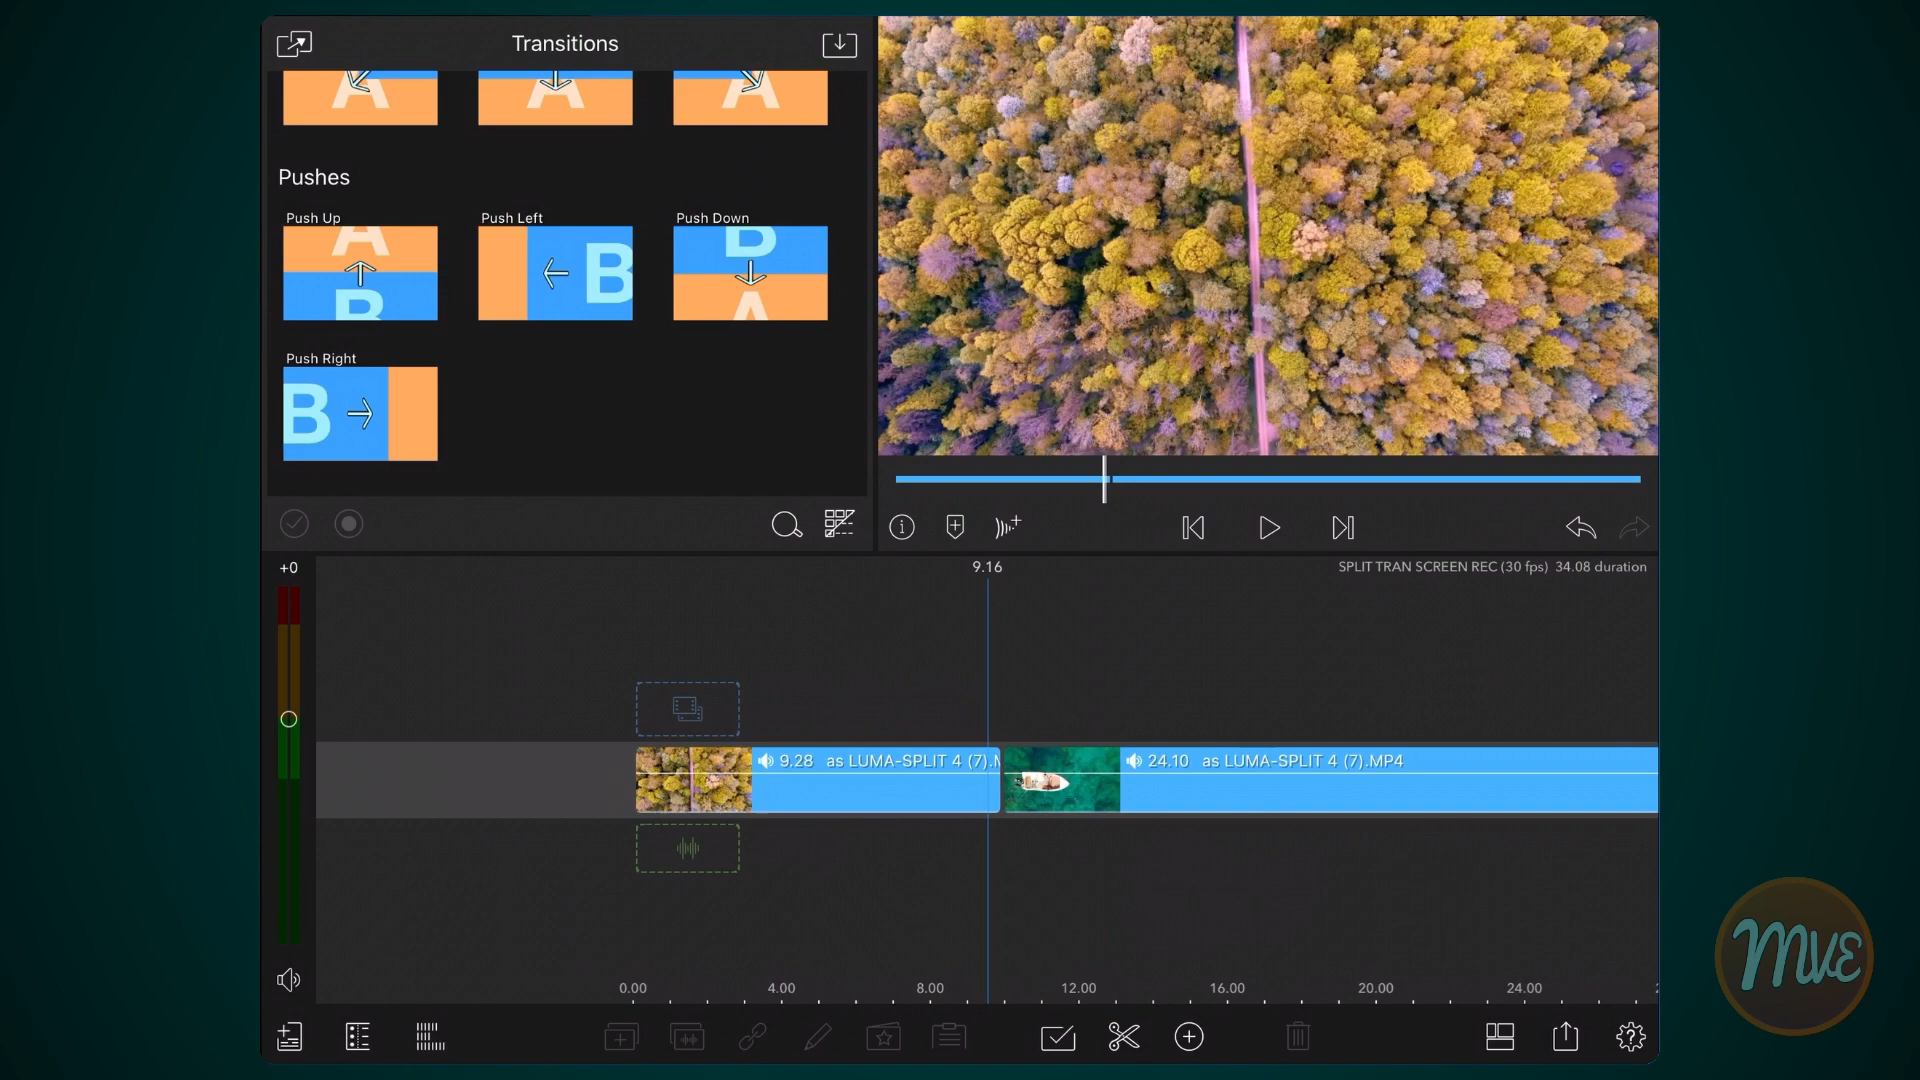 Transitions
A A A
Pushes
Push Up Push Left Push Down
A B B
B A
Push Right
B
+0
9.16
SPLIT TRAN SCREEN REC (30 fps) 34.08 duration
9.28 as LUMA-SPLIT 4 (7).M
24.10 as LUMA-SPLIT 4 (7).MP4
0.00 4.00 8.00 12.00 16.00 20.00 24.00
MVE